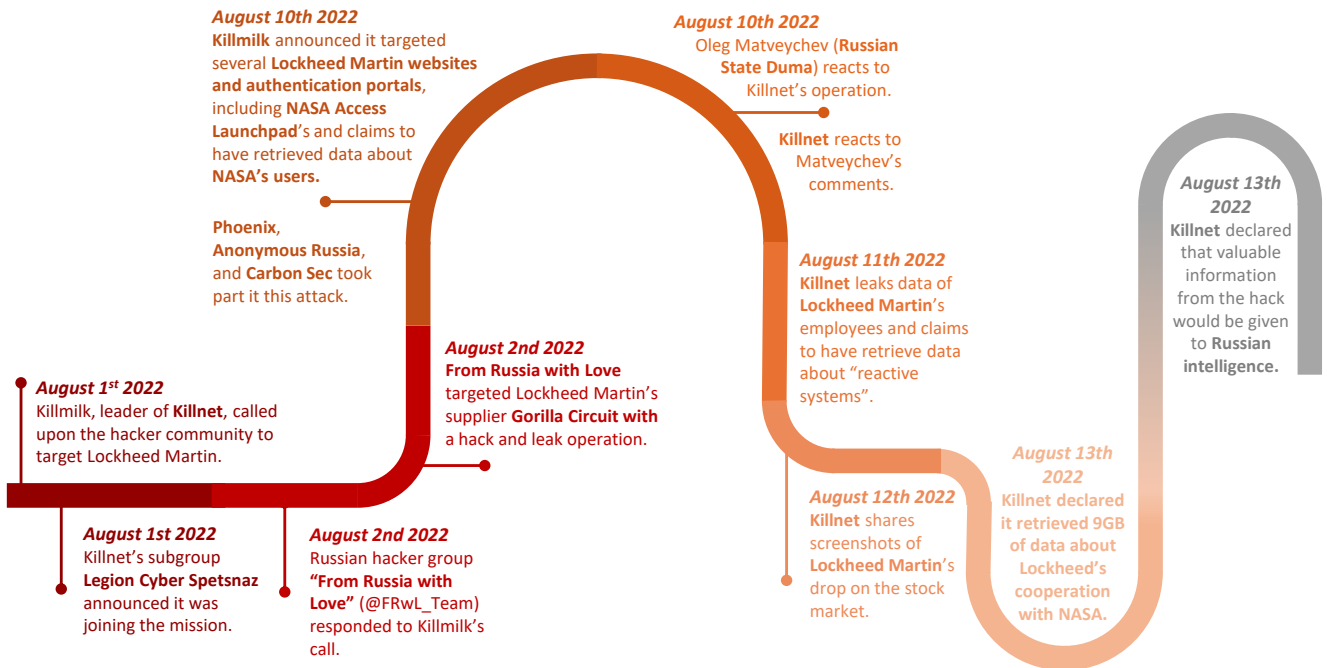 August 1st 2022
Killmilk, leader of Killnet, called
upon the hacker community to
target Lockheed Martin.
August 1st 2022
Killnet’s subgroup
Legion Cyber Spetsnaz
announced it was
joining the mission.
August 2nd 2022
Russian hacker group
“From Russia with
Love” (@FRwL_Team)
responded to Killmilk’s
call.
August 2nd 2022
From Russia with Love
targeted Lockheed Martin’s
supplier Gorilla Circuit with
a hack and leak operation.
August 10th 2022
Killmilk announced it targeted
several Lockheed Martin websites
and authentication portals,
including NASA Access
Launchpad’s and claims to
have retrieved data about
NASA’s users.
Phoenix,
Anonymous Russia,
and Carbon Sec took
part it this attack.
August 10th 2022
Oleg Matveychev (Russian
State Duma) reacts to
Killnet’s operation.
Killnet reacts to
Matveychev’s
comments.
August 11th 2022
Killnet leaks data of
Lockheed Martin’s
employees and claims
to have retrieve data
about “reactive
systems”.
August 12th 2022
Killnet shares
screenshots of
Lockheed Martin’s
drop on the stock
market.
August 13th
2022
Killnet declared
it retrieved 9GB
of data about
Lockheed’s
cooperation
with NASA.
August 13th
2022
Killnet declared
that valuable
information
from the hack
would be given
to Russian
intelligence.